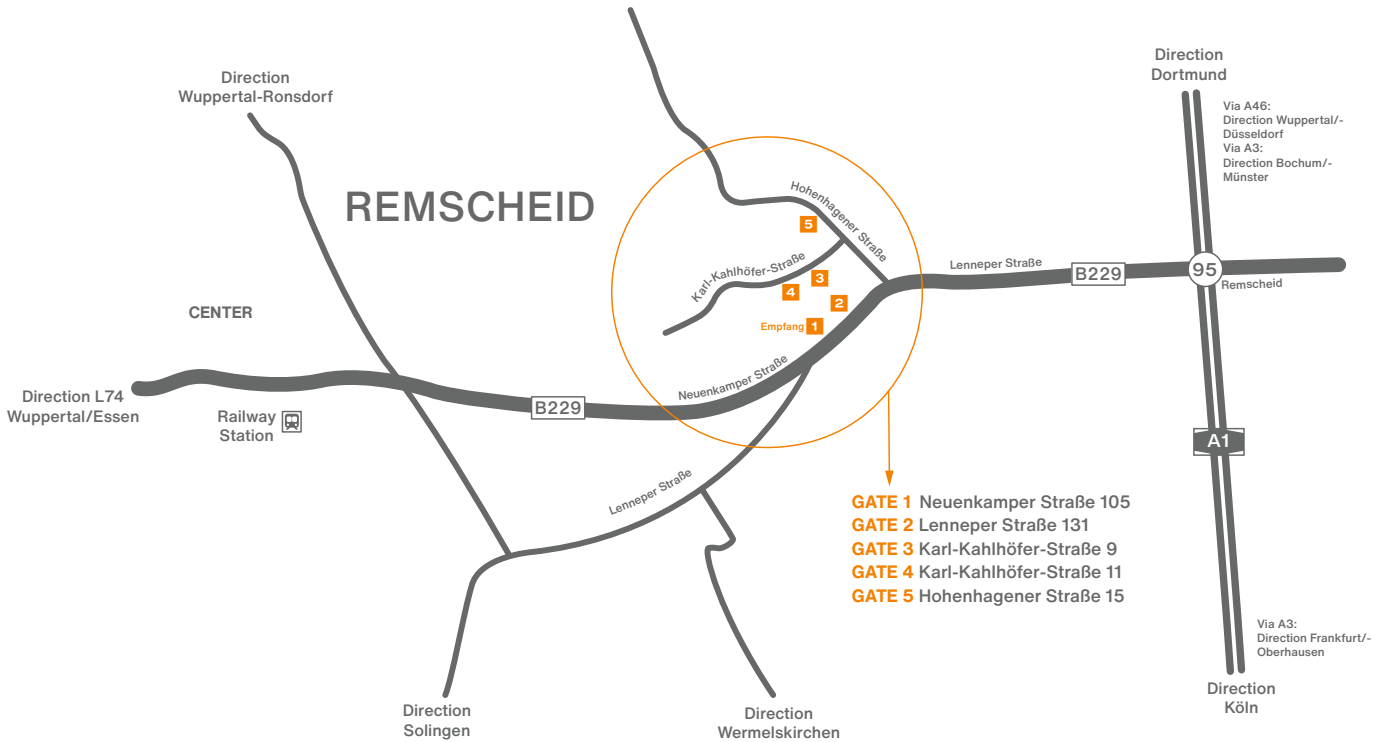 Direction
Dortmund
Direction
Wuppertal-Ronsdorf
Via A46:
Direction Wuppertal/-
Düsseldorf
Via A3:
Direction Bochum/-
Münster
REMSCHEID
Hohenhagener Straße
5
Karl-Kahlhöfer-Straße
Lenneper Straße
B229
95
Remscheid
3
4
2
Empfang
1
CENTER
Neuenkamper Straße
Direction L74
Wuppertal/Essen
Railway
Station
B229
A1
Lenneper Straße
GATE 1 Neuenkamper Straße 105
GATE 2 Lenneper Straße 131
GATE 3 Karl-Kahlhöfer-Straße 9
GATE 4 Karl-Kahlhöfer-Straße 11
GATE 5 Hohenhagener Straße 15
Via A3:
Direction Frankfurt/-
Oberhausen
Direction
Köln
Direction
Solingen
Direction
Wermelskirchen